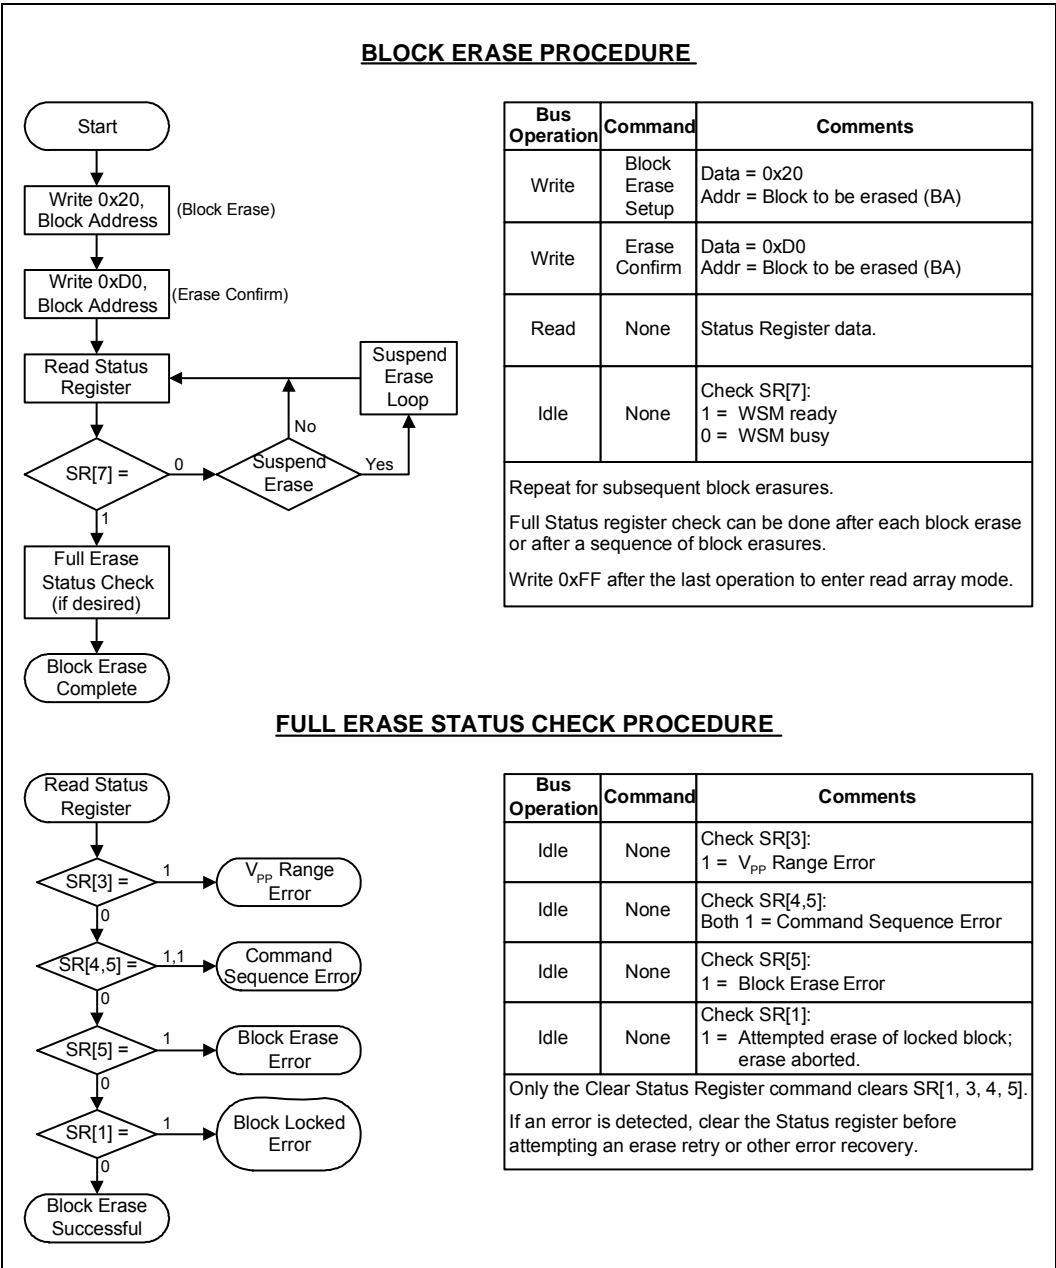 BLOCK ERASE PROCEDURE
Start
Write 0x20,
Block Address
(Block Erase)
Write 0xD0,
Block Address
(Erase Confirm)
Read Status
Register
Suspend
Erase
Loop
No
SR[7] =
0
Suspend
Erase
Yes
1
Full Erase
Status Check
(if desired)
Block Erase
Complete
Bus
Operation
Command
Comments
Write
Block
Erase
Setup
Data = 0x20
Addr = Block to be erased (BA)
Write
Erase
Confirm
Data = 0xD0
Addr = Block to be erased (BA)
Read
None
Status Register data.
Idle
None
Check SR[7]:
1 = WSM ready
0 = WSM busy
Repeat for subsequent block erasures.
Full Status register check can be done after each block erase
or after a sequence of block erasures.
Write 0xFF after the last operation to enter read array mode.
FULL ERASE STATUS CHECK PROCEDURE
Read Status
Register
SR[3] =
1
VPP Range
Error
0
SR[4,5] =
1,1
Command
Sequence Error
0
SR[5] =
1
Block Erase
Error
0
SR[1] =
1
Block Locked
Error
0
Block Erase
Successful
Bus
Operation
Command
Comments
Idle
None
Check SR[3]:
1 = VPP Range Error
Idle
None
Check SR[4,5]:
Both 1 = Command Sequence Error
Idle
None
Check SR[5]:
1 = Block Erase Error
Idle
None
Check SR[1]:
1 = Attempted erase of locked block;
erase aborted.
Only the Clear Status Register command clears SR[1, 3, 4, 5].
If an error is detected, clear the Status register before
attempting an erase retry or other error recovery.